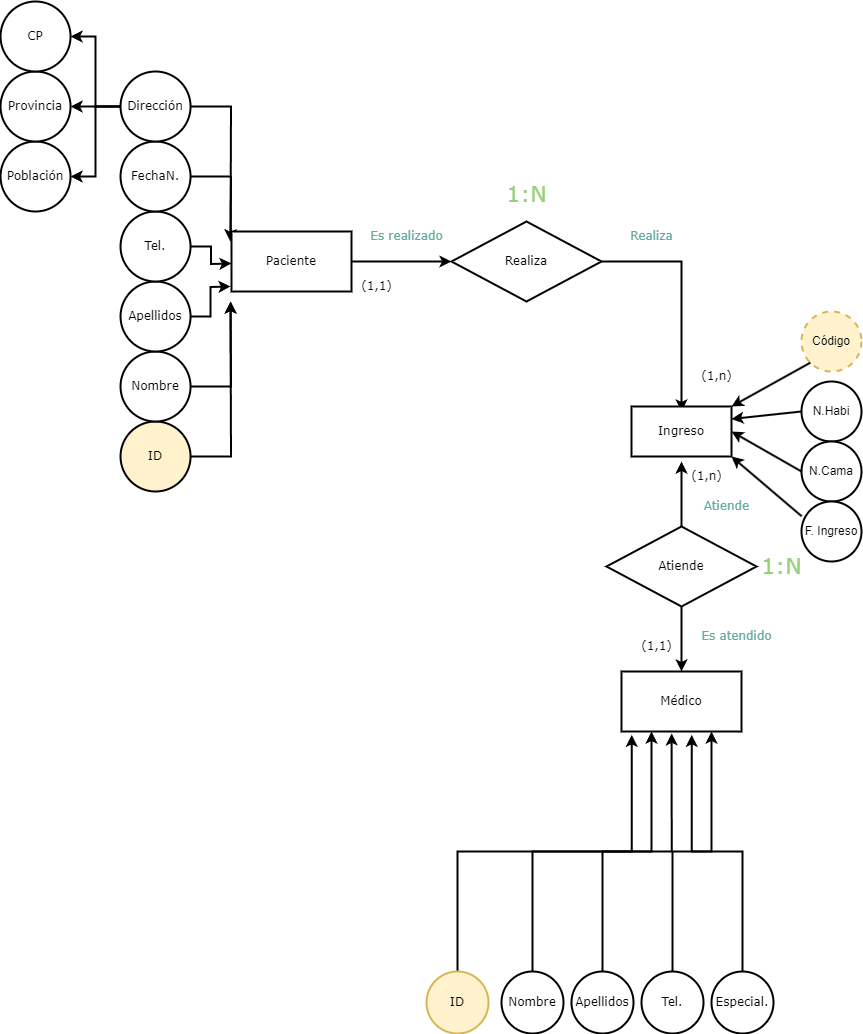 CP
Provincia
Dirección
Población
FechaN.
1:N
Tel.
Es realizado
Realiza
Paciente
Realiza
(1,1)
Apellidos
Código
(1,n)
Nombre
N.Habi
Ingreso
ID
N.Cama
(1,n)
Atiende
F. Ingreso
Atiende
1:N
Es atendido
(1,1)
Médico
ID
Nombre
Apellidos
Tel.
Especial.